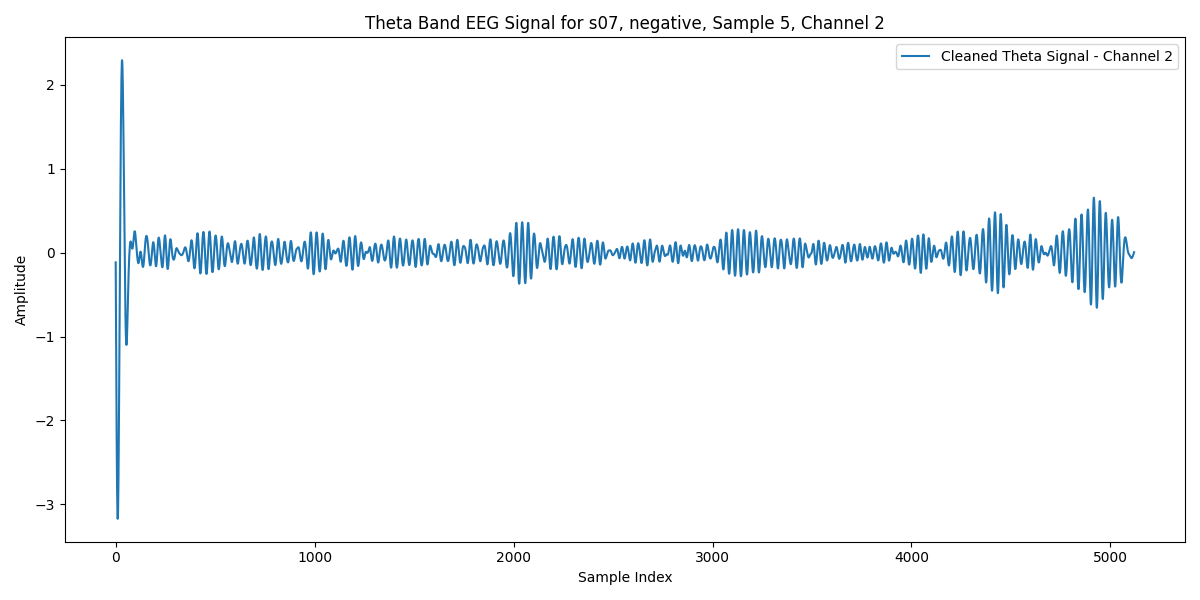 Theta Band EEG Signal for s07, negative, Sample 5, Channel 2
Cleaned Theta Signal - Channel 2
Amplitude
2
1
0
−1
−2
−3
0 1000 2000 3000 4000 5000
Sample Index